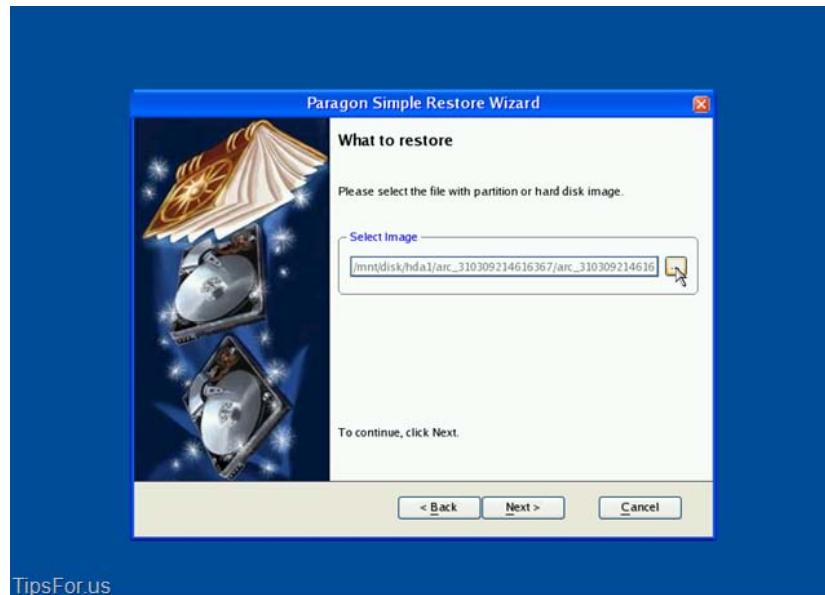 Paragon Simple Restore Wizard
What to restore
Please select the file with partition or hard disk image.
Select Image
/mnt/disk/hda1/arc_310309214616367/arc_310309214616
To continue, click Next.
< Back Next > Cancel
TipsFor.us